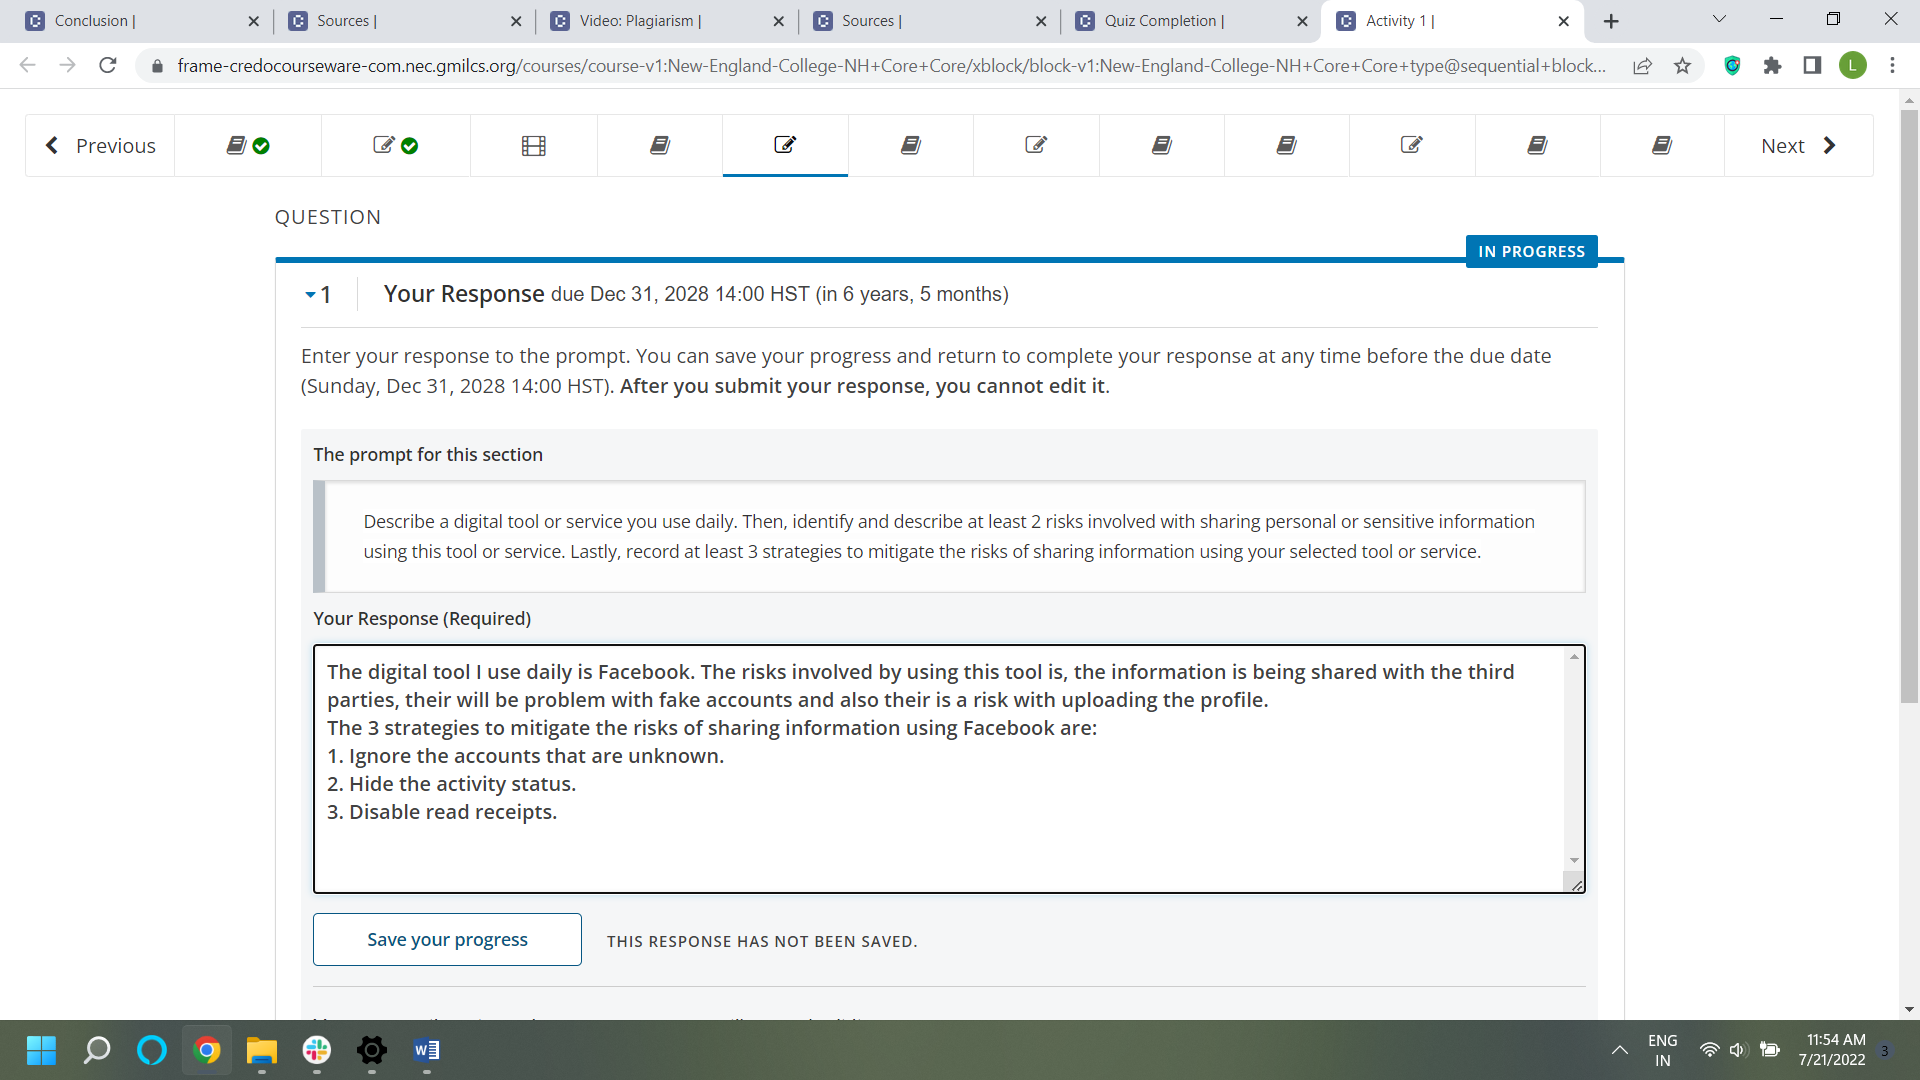 Conclusion |
Sources |
Video: Plagiarism |
Sources |
Quiz Completion |
Activity 1 |
frame-credocourseware-com.nec.gmilcs.org/courses/course-v1:New-England-College-NH+Core+Core/xblock/block-v1:New-England-College-NH+Core+Core+type@sequential+block...
L
Previous
Next
QUESTION
IN PROGRESS
1 Your Response due Dec 31, 2028 14:00 HST (in 6 years, 5 months)
Enter your response to the prompt. You can save your progress and return to complete your response at any time before the due date
(Sunday, Dec 31, 2028 14:00 HST). After you submit your response, you cannot edit it.
The prompt for this section
Describe a digital tool or service you use daily. Then, identify and describe at least 2 risks involved with sharing personal or sensitive information
using this tool or service. Lastly, record at least 3 strategies to mitigate the risks of sharing information using your selected tool or service.
Your Response (Required)
The digital tool I use daily is Facebook. The risks involved by using this tool is, the information is being shared with the third
parties, their will be problem with fake accounts and also their is a risk with uploading the profile.
The 3 strategies to mitigate the risks of sharing information using Facebook are:
1. Ignore the accounts that are unknown.
2. Hide the activity status.
3. Disable read receipts.
Save your progress
THIS RESPONSE HAS NOT BEEN SAVED.
ENG
IN
11:54 AM
7/21/2022
3